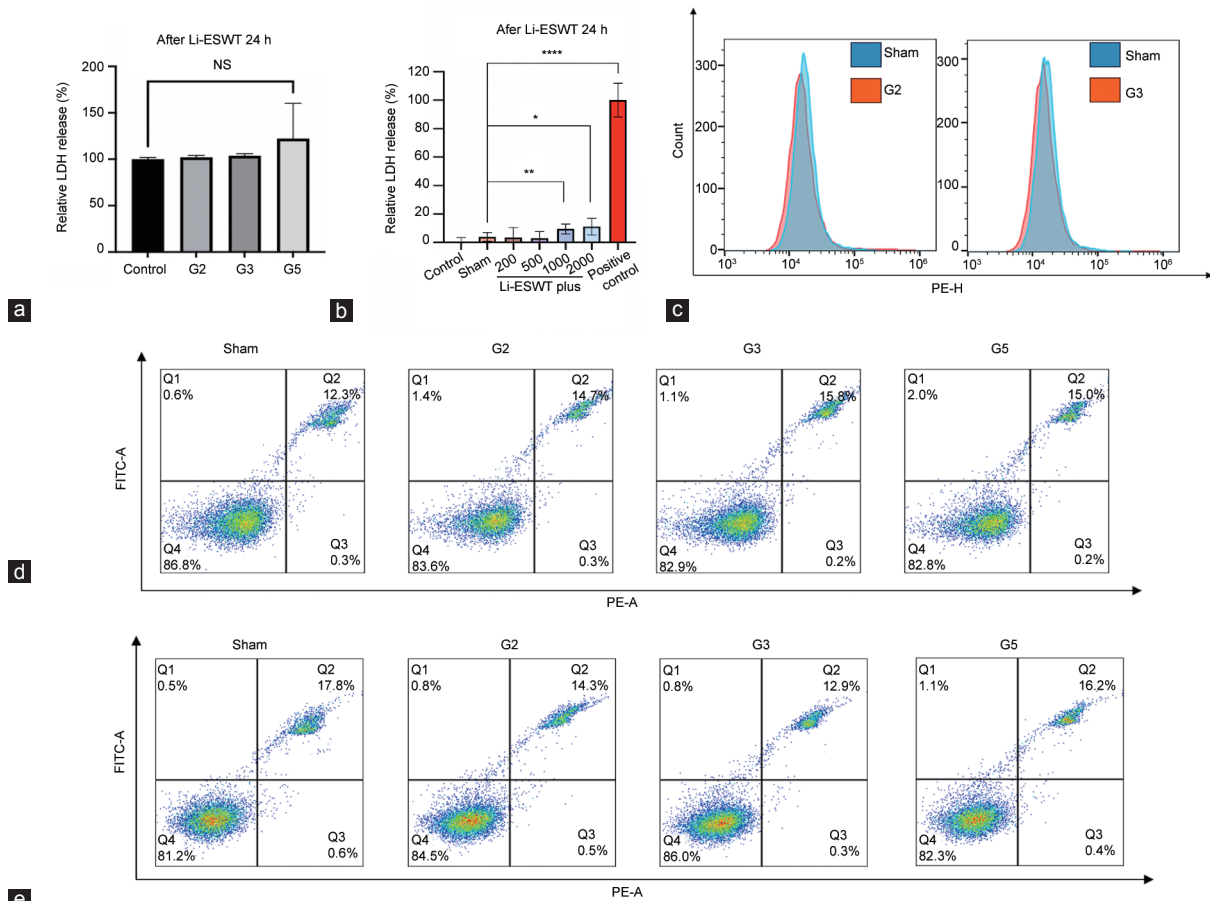 After Li-ESWT 24 h
NS
Relative LDH release (%)
200
150
100
50
0
Control
G2
G3
G5
a
Afer Li-ESWT 24 h
****
*
**
Relative LDH release (%)
120
100
80
60
40
20
0
Control
Sham
200
500
1000
2000
Positive
control
Li-ESWT plus
b
Count
300
200
100
0
10³
10⁴
10⁵
10⁶
Sham
G2
300
200
100
0
10³
10⁴
10⁵
10⁶
Sham
G3
PE-H
c
Sham
G2
G3
G5
FITC-A
Q1
0.6%
Q2
12.3%
Q4
86.8%
Q3
0.3%
Q1
1.4%
Q2
14.7%
Q4
83.6%
Q3
0.3%
Q1
1.1%
Q2
15.8%
Q4
82.9%
Q3
0.2%
Q1
2.0%
Q2
15.0%
Q4
82.8%
Q3
0.2%
PE-A
d
Sham
G2
G3
G5
FITC-A
Q1
0.5%
Q2
17.8%
Q4
81.2%
Q3
0.6%
Q1
0.8%
Q2
14.3%
Q4
84.5%
Q3
0.5%
Q1
0.8%
Q2
12.9%
Q4
86.0%
Q3
0.3%
Q1
1.1%
Q2
16.2%
Q4
82.3%
Q3
0.4%
PE-A
e